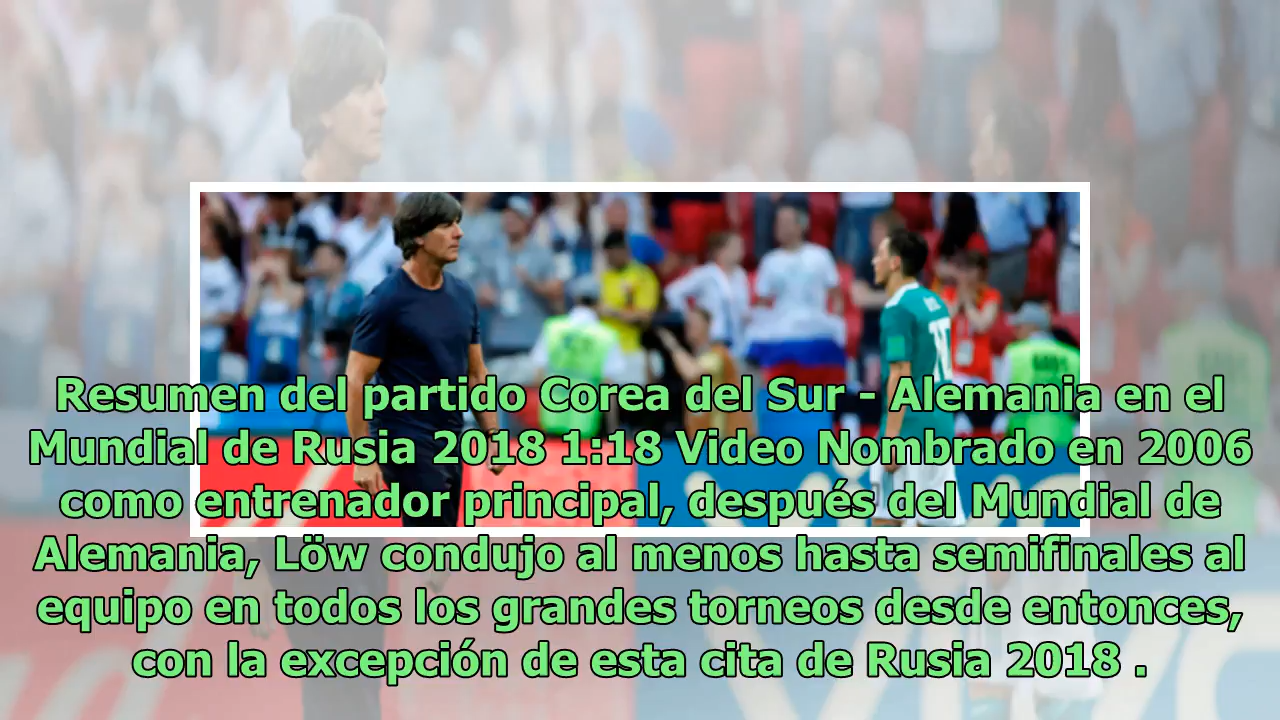 Resumen del partido Corea del Sur - Alemania en el
Mundial de Rusia 2018 1:18 Video Nombrado en 2006
como entrenador principal, después del Mundial de
Alemania, Löw condujo al menos hasta semifinales al
equipo en todos los grandes torneos desde entonces,
con la excepción de esta cita de Rusia 2018 .